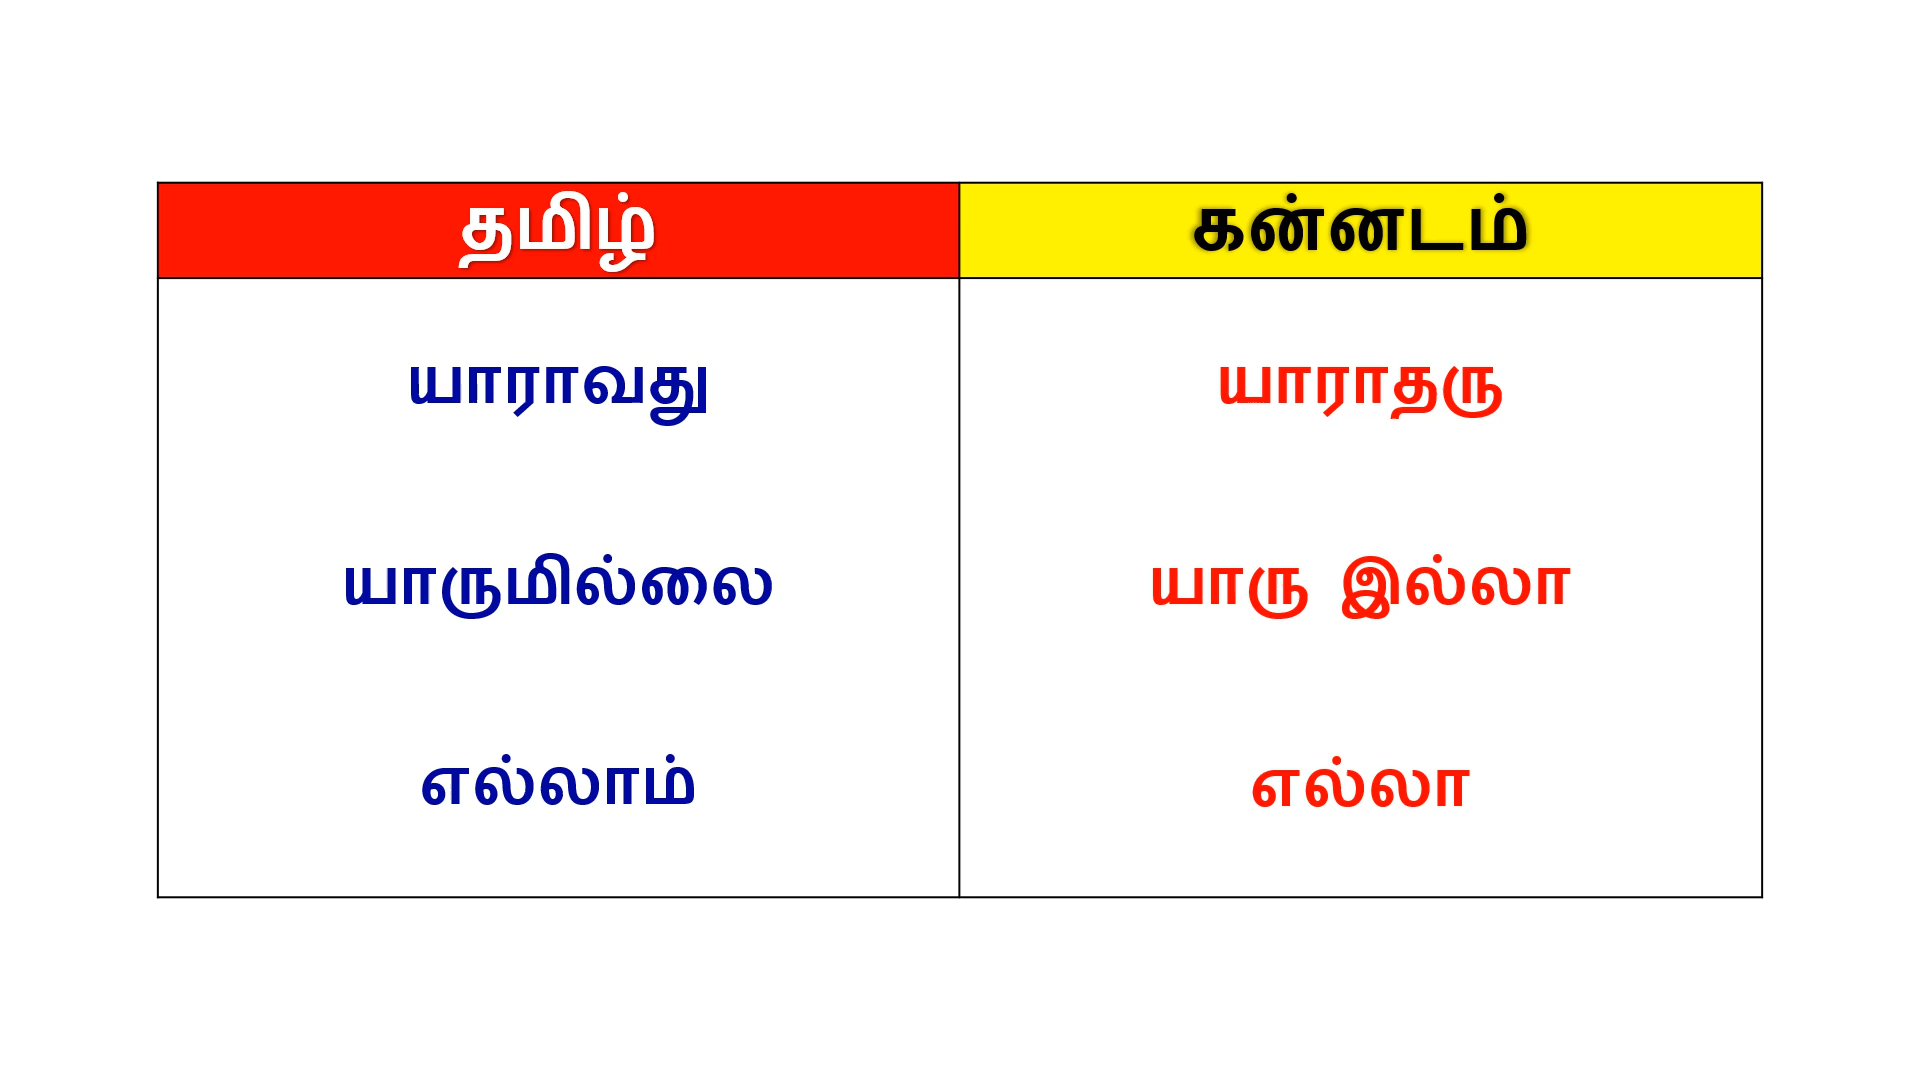 தமிழ் கன்னடம்
யாராவது யாராதரு
யாருமில்லை யாரு இல்லா
எல்லாம் எல்லா